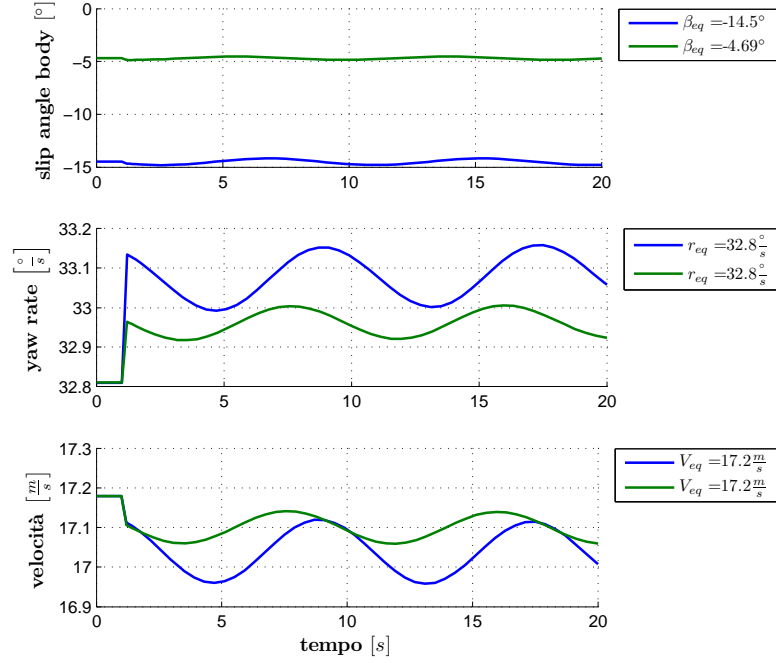 slip angle body [°]
0
−5
−10
−15
0 5 10 15 20
β_eq =-14.5°
β_eq =-4.69°
yaw rate [°/s]
33.2
33.1
33
32.9
32.8
0 5 10 15 20
r_eq =32.8 °/s
r_eq =32.8 °/s
velocità [m/s]
17.3
17.2
17.1
17
16.9
0 5 10 15 20
V_eq =17.2 m/s
V_eq =17.2 m/s
tempo [s]